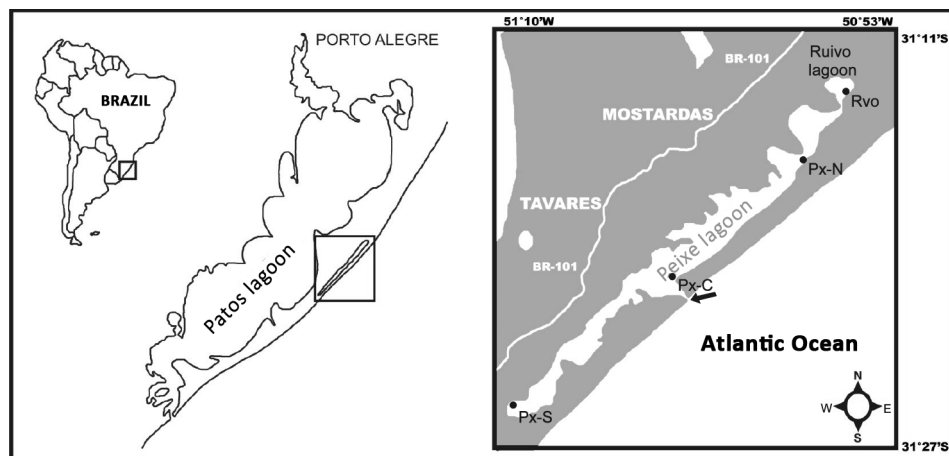 PORTO ALEGRE
BRAZIL
Patos lagoon
51°10'W
50°53'W
31°11'S
BR-101
Ruivo
lagoon
Rvo
MOSTARDAS
Px-N
TAVARES
Peixe lagoon
BR-101
Px-C
Atlantic Ocean
Px-S
N
W
E
S
31°27'S